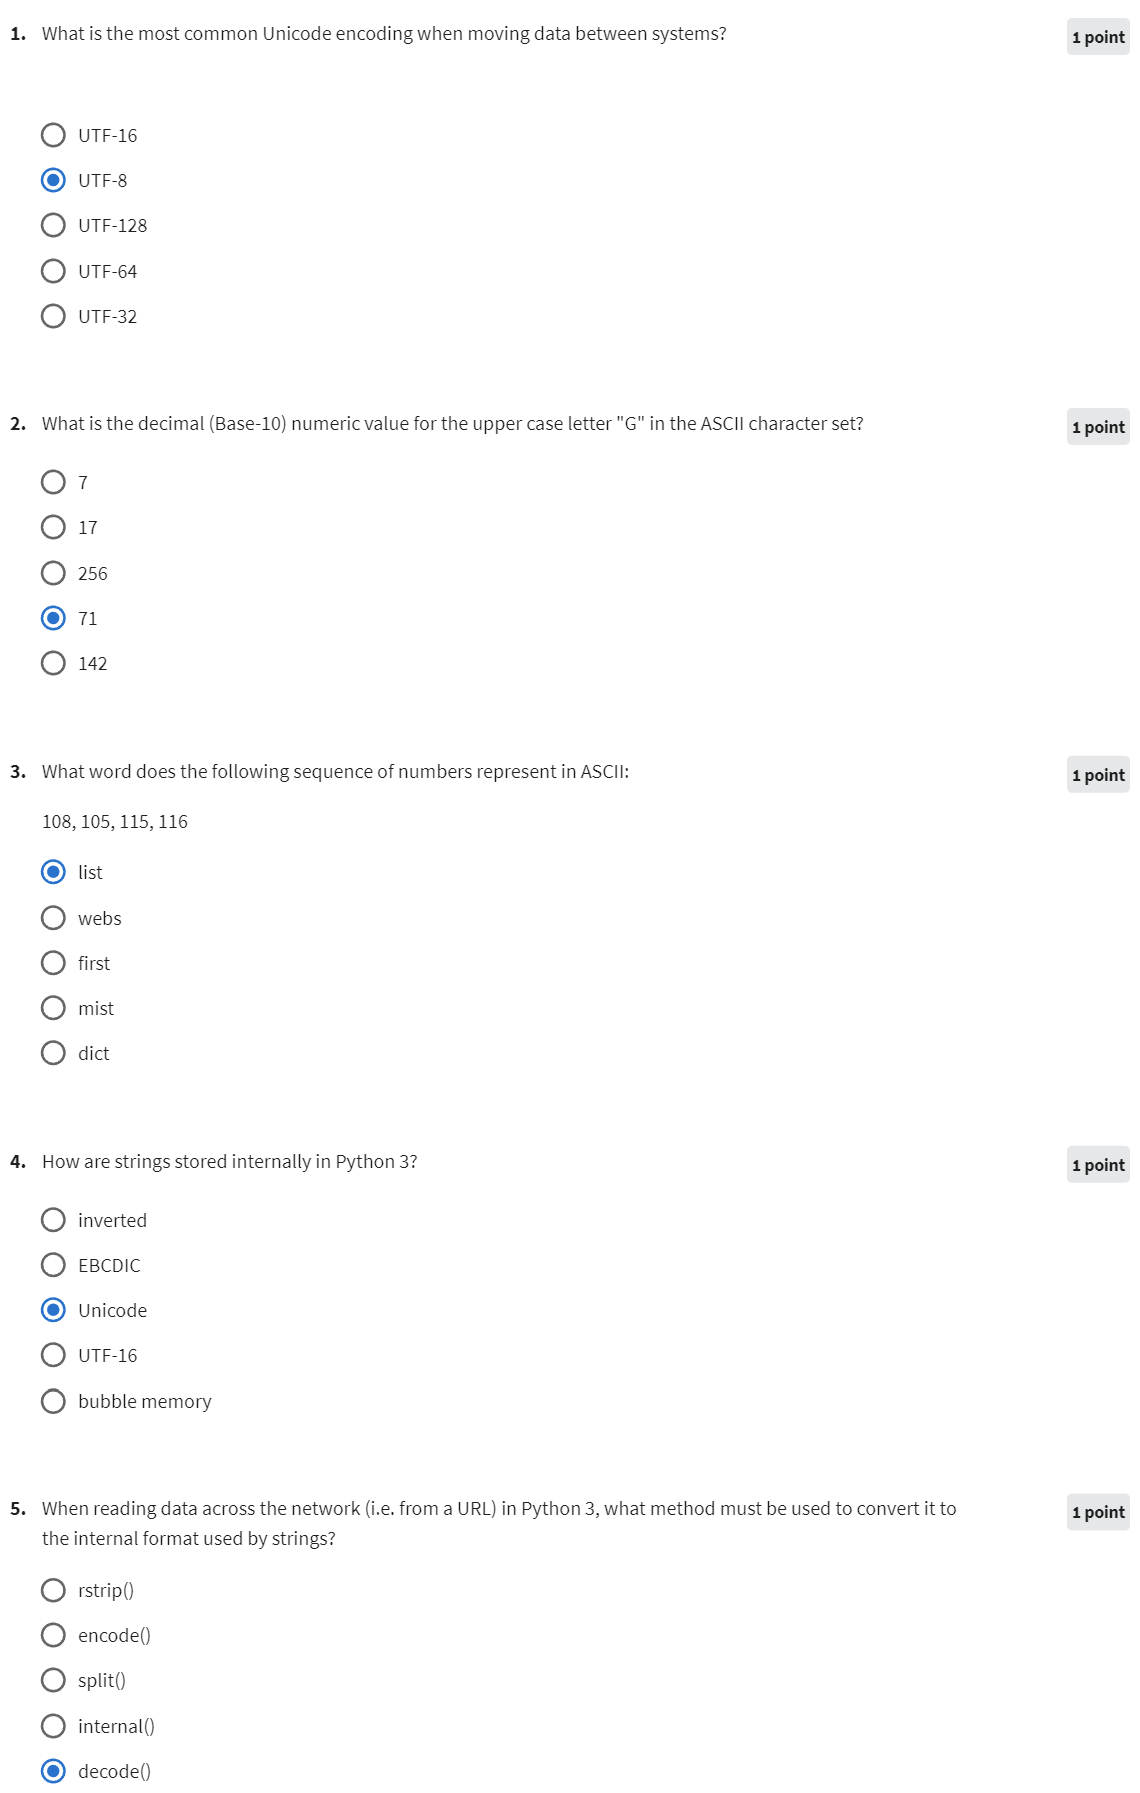 1. What is the most common Unicode encoding when moving data between systems?
1 point
UTF-16
UTF-8
UTF-128
UTF-64
UTF-32
2. What is the decimal (Base-10) numeric value for the upper case letter "G" in the ASCII character set?
1 point
7
17
256
71
142
3. What word does the following sequence of numbers represent in ASCII:
1 point
108, 105, 115, 116
list
webs
first
mist
dict
4. How are strings stored internally in Python 3?
1 point
inverted
EBCDIC
Unicode
UTF-16
bubble memory
5. When reading data across the network (i.e. from a URL) in Python 3, what method must be used to convert it to
1 point
the internal format used by strings?
rstrip()
encode()
split()
internal()
decode()